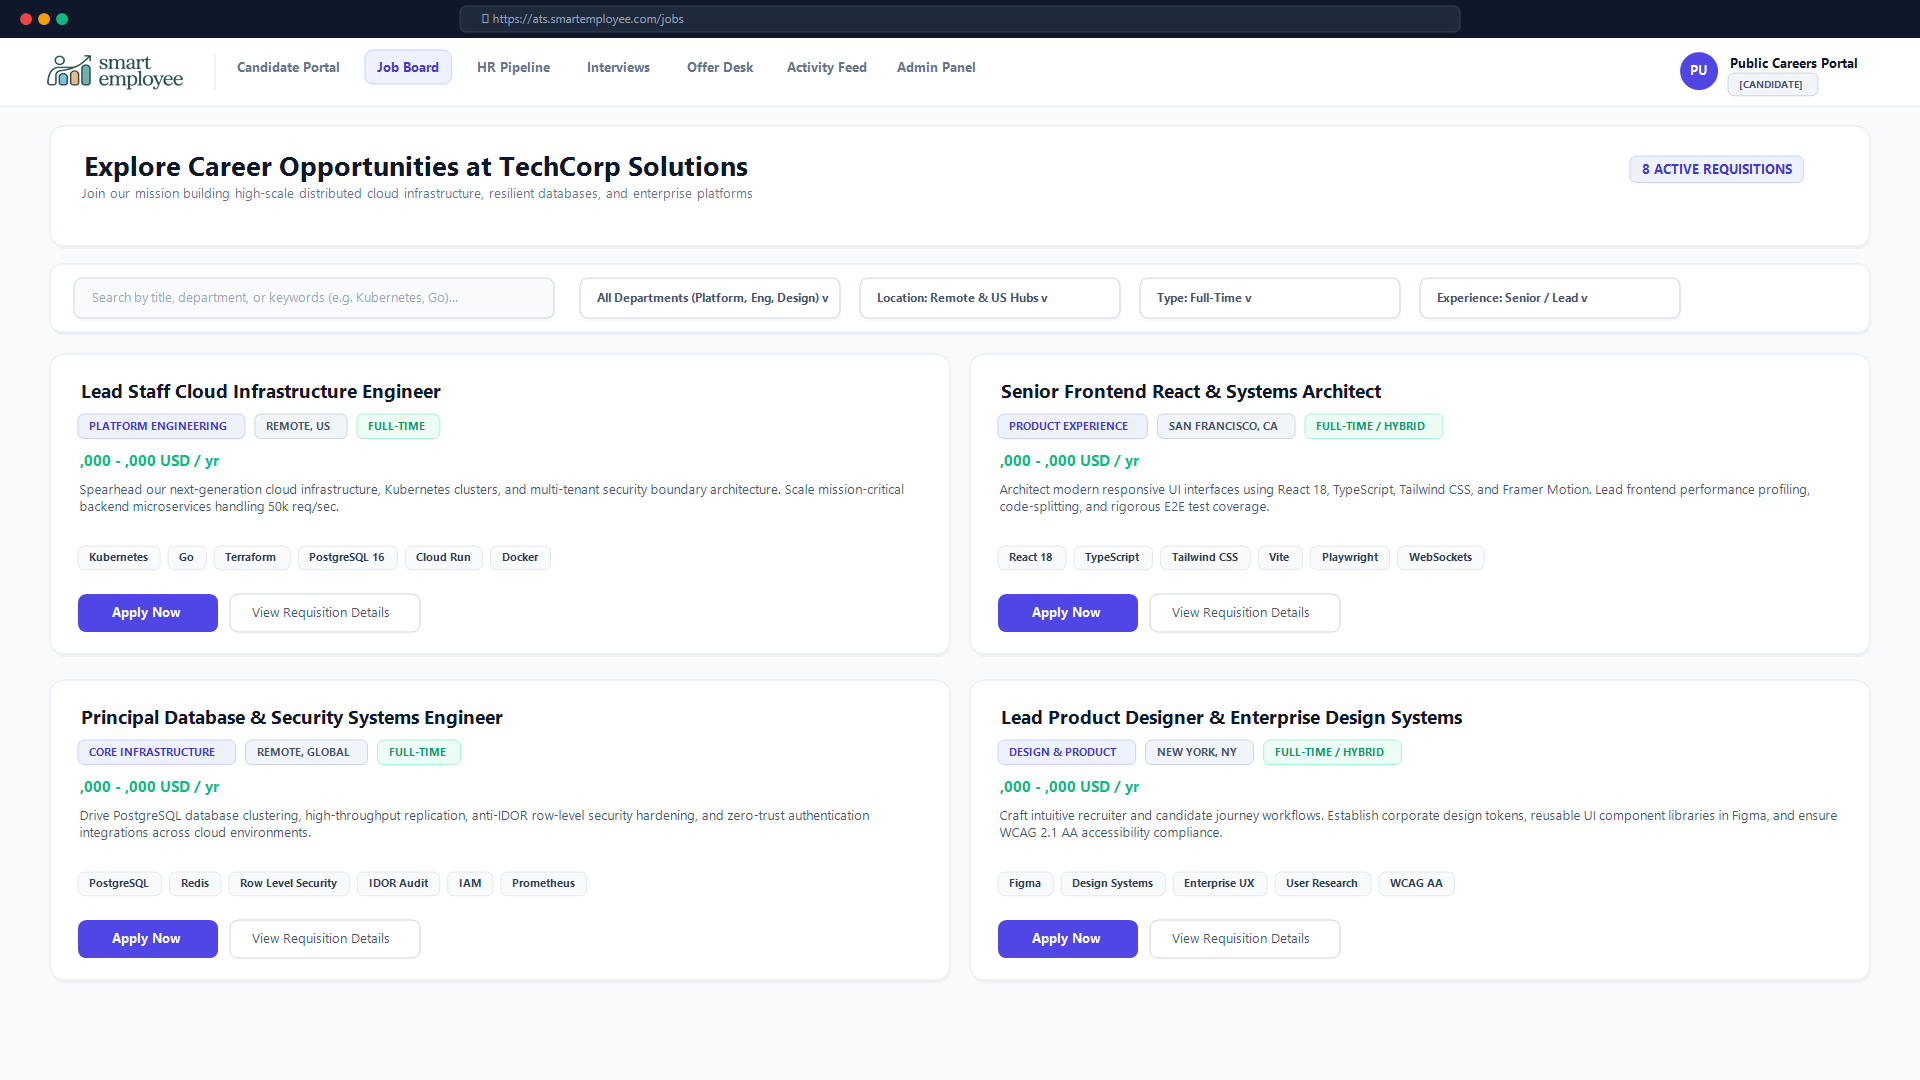 https://ats.smartemployee.com/jobs
smart
employee
Candidate Portal
Job Board
HR Pipeline
Interviews
Offer Desk
Activity Feed
Admin Panel
PU
Public Careers Portal
[CANDIDATE]
Explore Career Opportunities at TechCorp Solutions
Join our mission building high-scale distributed cloud infrastructure, resilient databases, and enterprise platforms
8 ACTIVE REQUISITIONS
Search by title, department, or keywords (e.g. Kubernetes, Go)...
All Departments (Platform, Eng, Design) v
Location: Remote & US Hubs v
Type: Full-Time v
Experience: Senior / Lead v
Lead Staff Cloud Infrastructure Engineer
PLATFORM ENGINEERING
REMOTE, US
FULL-TIME
,000 - ,000 USD / yr
Spearhead our next-generation cloud infrastructure, Kubernetes clusters, and multi-tenant security boundary architecture. Scale mission-critical
backend microservices handling 50k req/sec.
Kubernetes
Go
Terraform
PostgreSQL 16
Cloud Run
Docker
Apply Now
View Requisition Details
Senior Frontend React & Systems Architect
PRODUCT EXPERIENCE
SAN FRANCISCO, CA
FULL-TIME / HYBRID
,000 - ,000 USD / yr
Architect modern responsive UI interfaces using React 18, TypeScript, Tailwind CSS, and Framer Motion. Lead frontend performance profiling,
code-splitting, and rigorous E2E test coverage.
React 18
TypeScript
Tailwind CSS
Vite
Playwright
WebSockets
Apply Now
View Requisition Details
Principal Database & Security Systems Engineer
CORE INFRASTRUCTURE
REMOTE, GLOBAL
FULL-TIME
,000 - ,000 USD / yr
Drive PostgreSQL database clustering, high-throughput replication, anti-IDOR row-level security hardening, and zero-trust authentication
integrations across cloud environments.
PostgreSQL
Redis
Row Level Security
IDOR Audit
IAM
Prometheus
Apply Now
View Requisition Details
Lead Product Designer & Enterprise Design Systems
DESIGN & PRODUCT
NEW YORK, NY
FULL-TIME / HYBRID
,000 - ,000 USD / yr
Craft intuitive recruiter and candidate journey workflows. Establish corporate design tokens, reusable UI component libraries in Figma, and ensure
WCAG 2.1 AA accessibility compliance.
Figma
Design Systems
Enterprise UX
User Research
WCAG AA
Apply Now
View Requisition Details